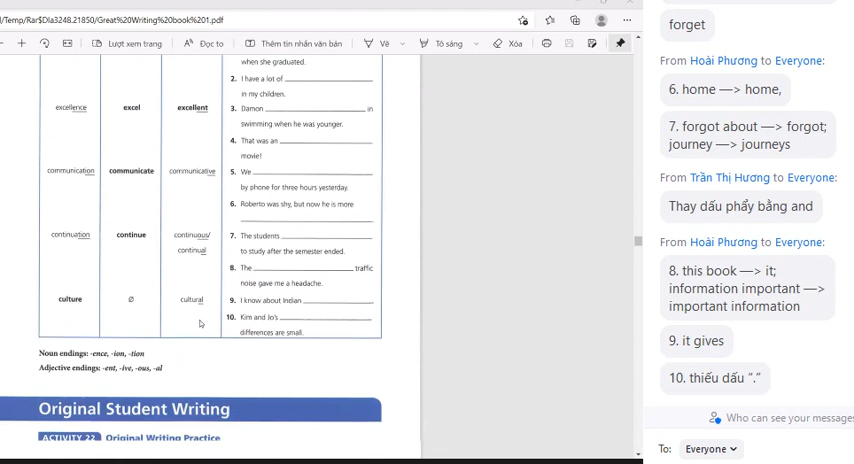 l/Temp/Rar$DIa3248.21850/Great%20Writing%20book%201.pdf
Lượt xem trang
Đọc to
Thêm tin nhắn văn bản
Vẽ
Tô sáng
Xóa
when she graduated.
2. I have a lot of
in my children.
excellence excel excellent
3. Damon in
swimming when he was younger.
4. That was an
movie!
communication communicate communicative
5. We
by phone for three hours yesterday.
6. Roberto was shy, but now he is more
continuation continue continuous/
continual
7. The students
to study after the semester ended.
8. The traffic
noise gave me a headache.
culture Ø cultural
9. I know about Indian .
10. Kim and Jo's
differences are small.
Noun endings: -ence, -ion, -tion
Adjective endings: -ent, -ive, -ous, -al
Original Student Writing
ACTIVITY 22 Original Writing Practice
forget
From Hoài Phương to Everyone:
6. home —> home,
7. forgot about —> forgot;
journey —> journeys
From Trần Thị Hương to Everyone:
Thay dấu phẩy bằng and
From Hoài Phương to Everyone:
8. this book —> it;
information important —>
important information
9. it gives
10. thiếu dấu “.”
Who can see your messages
To: Everyone